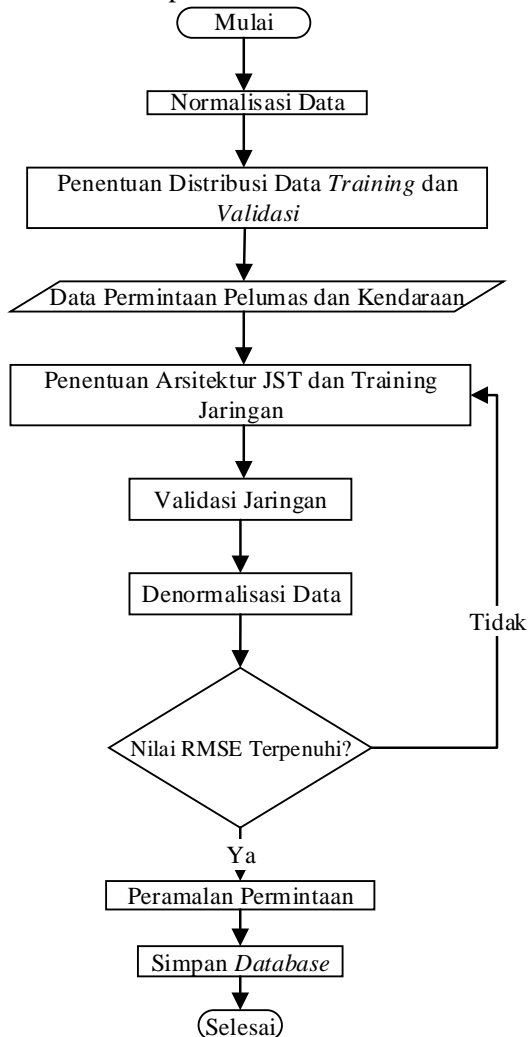 Mulai
Normalisasi Data
Penentuan Distribusi Data Training dan
Validasi
Data Permintaan Pelumas dan Kendaraan
Penentuan Arsitektur JST dan Training
Jaringan
Validasi Jaringan
Denormalisasi Data
Tidak
Nilai RMSE Terpenuhi?
Ya
Peramalan Permintaan
Simpan Database
Selesai